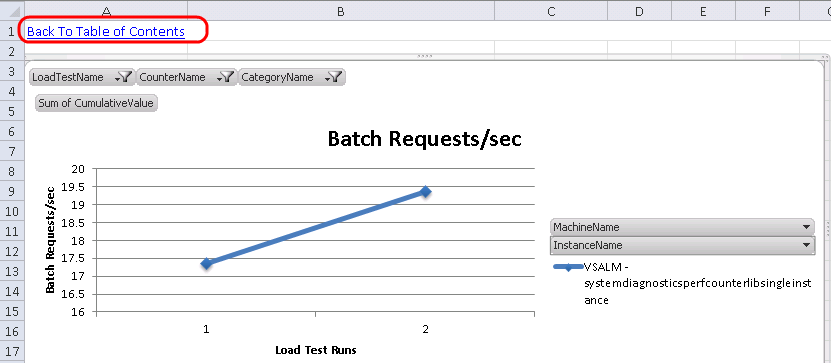 A B C D E F G
1 Back To Table of Contents
2
3 LoadTestName CounterName CategoryName
4
5 Sum of CumulativeValue
6 Batch Requests/sec
7
8 20
9 19.5
10 19
11 18.5 MachineName
12 18 InstanceName
13 17.5 VSALM -
14 17 systemdiagnosticsperfcounterlibsingleinst
15 16.5 ance
16 16
Batch Requests/sec
1 2
17 Load Test Runs